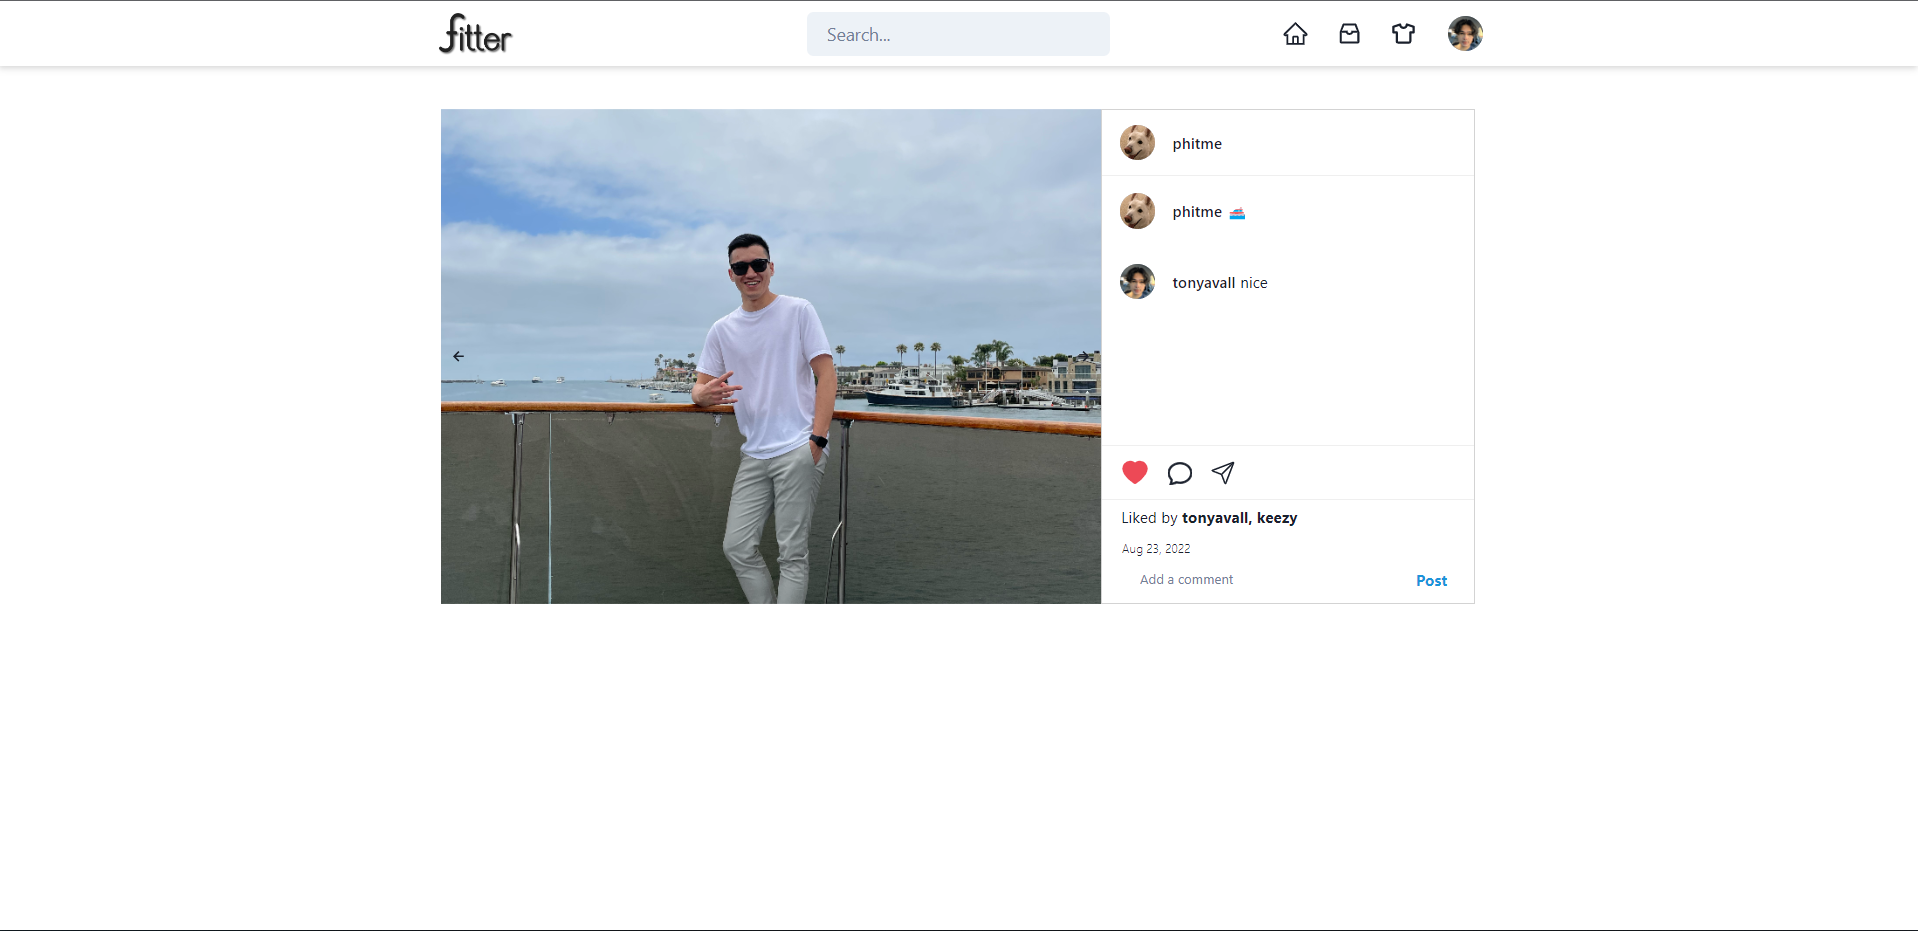 fitter
Search...
phitme
phitme 🚤
tonyavall nice
Liked by tonyavall, keezy
Aug 23, 2022
Add a comment
Post